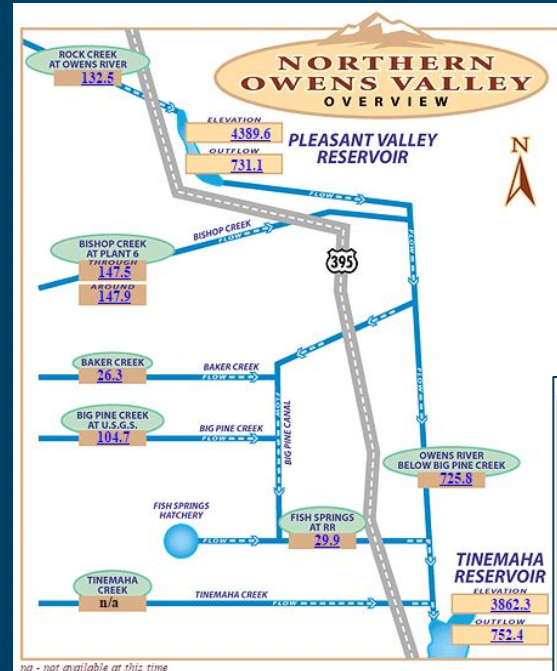 NORTHERN
OWENS VALLEY
OVERVIEW
ROCK CREEK
AT OWENS RIVER
132.5
ELEVATION
4389.6
OUTFLOW
731.1
PLEASANT VALLEY
RESERVOIR
N
FLOW
BISHOP CREEK
FLOW
FLOW
BISHOP CREEK
AT PLANT 6
THROUGH
147.5
AROUND
147.9
395
FLOW
BAKER CREEK
26.3
BAKER CREEK
FLOW
FLOW
BIG PINE CREEK
AT U.S.G.S.
104.7
BIG PINE CREEK
FLOW
BIG PINE CANAL
FLOW
OWENS RIVER
BELOW BIG PINE CREEK
725.8
FISH SPRINGS
HATCHERY
FLOW
FISH SPRINGS
AT RR
29.9
FLOW
TINEMAHA
CREEK
n/a
TINEMAHA CREEK
FLOW
TINEMAHA
RESERVOIR
ELEVATION
3862.3
OUTFLOW
752.4
na - not available at this time